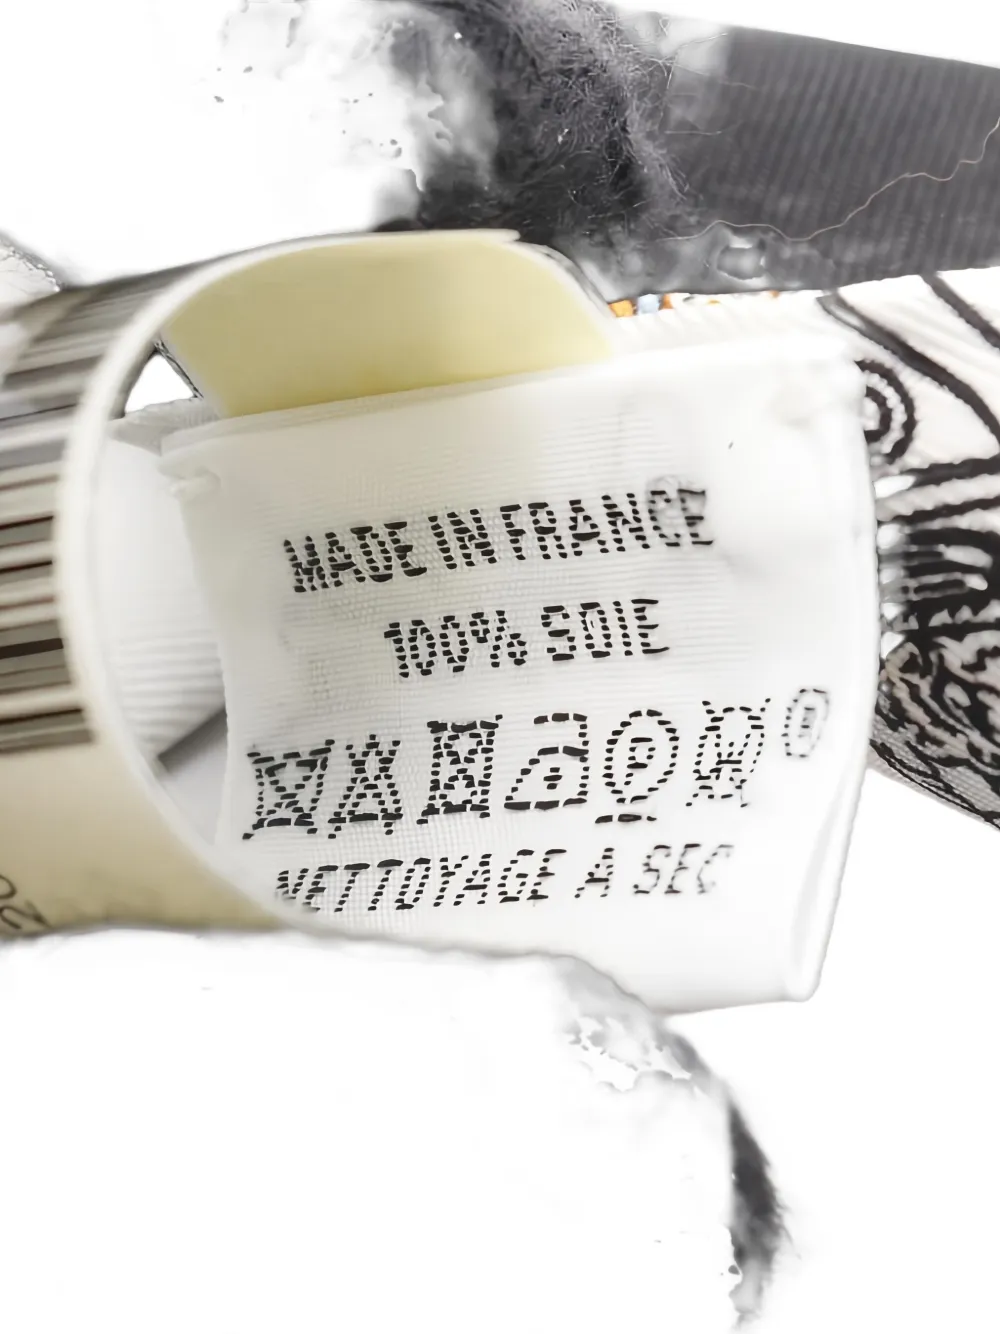 MADE IN FRANCE
100% SOIE
P
W
®
NETTOYAGE A SEC